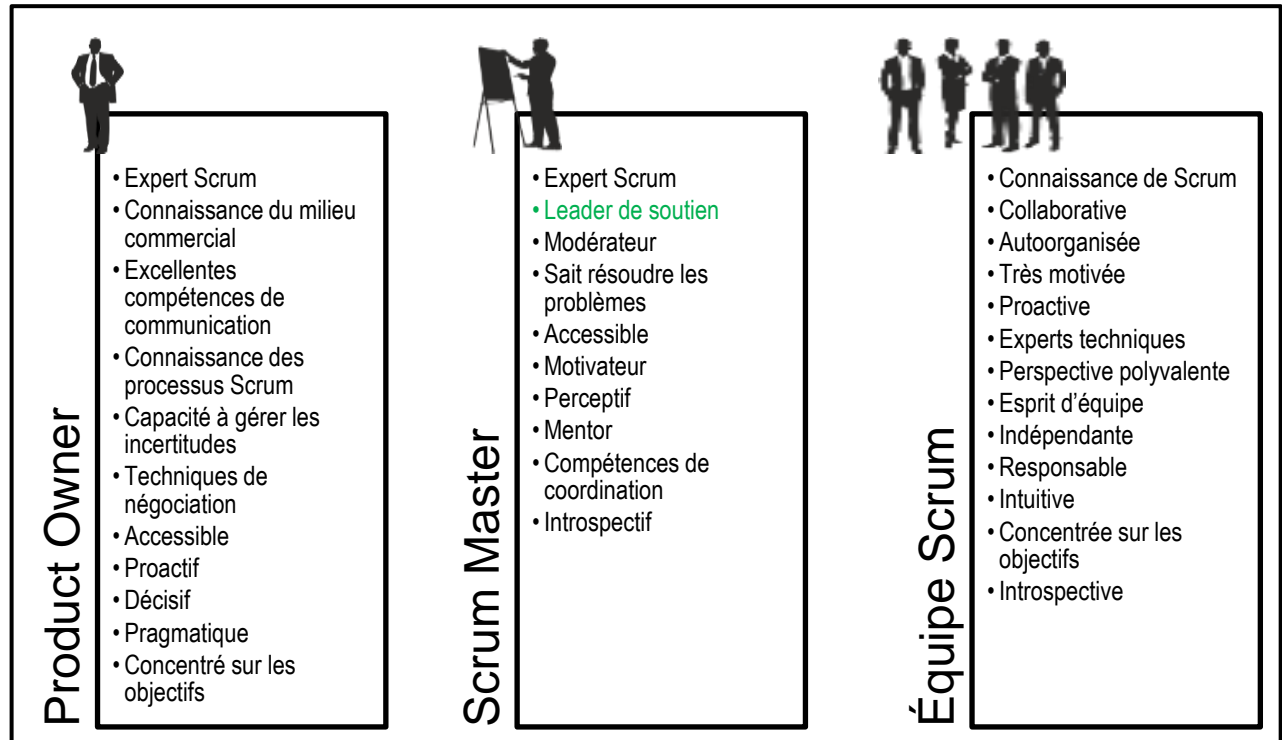 Product Owner
• Expert Scrum
• Connaissance du milieu
commercial
• Excellentes
compétences de
communication
• Connaissance des
processus Scrum
• Capacité à gérer les
incertitudes
• Techniques de
négociation
• Accessible
• Proactif
• Décisif
• Pragmatique
• Concentré sur les
objectifs
Scrum Master
• Expert Scrum
• Leader de soutien
• Modérateur
• Sait résoudre les
problèmes
• Accessible
• Motivateur
• Perceptif
• Mentor
• Compétences de
coordination
• Introspectif
Équipe Scrum
• Connaissance de Scrum
• Collaborative
• Autoorganisée
• Très motivée
• Proactive
• Experts techniques
• Perspective polyvalente
• Esprit d’équipe
• Indépendante
• Responsable
• Intuitive
• Concentrée sur les
objectifs
• Introspective